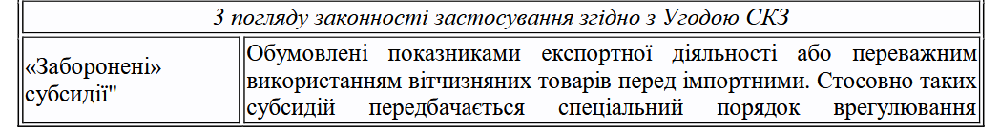 З погляду законності застосування згідно з Угодою СКЗ
«Заборонені»
субсидії"
Обумовлені показниками експортної діяльності або переважним
використанням вітчизняних товарів перед імпортними. Стосовно таких
субсидій передбачається спеціальний порядок врегулювання